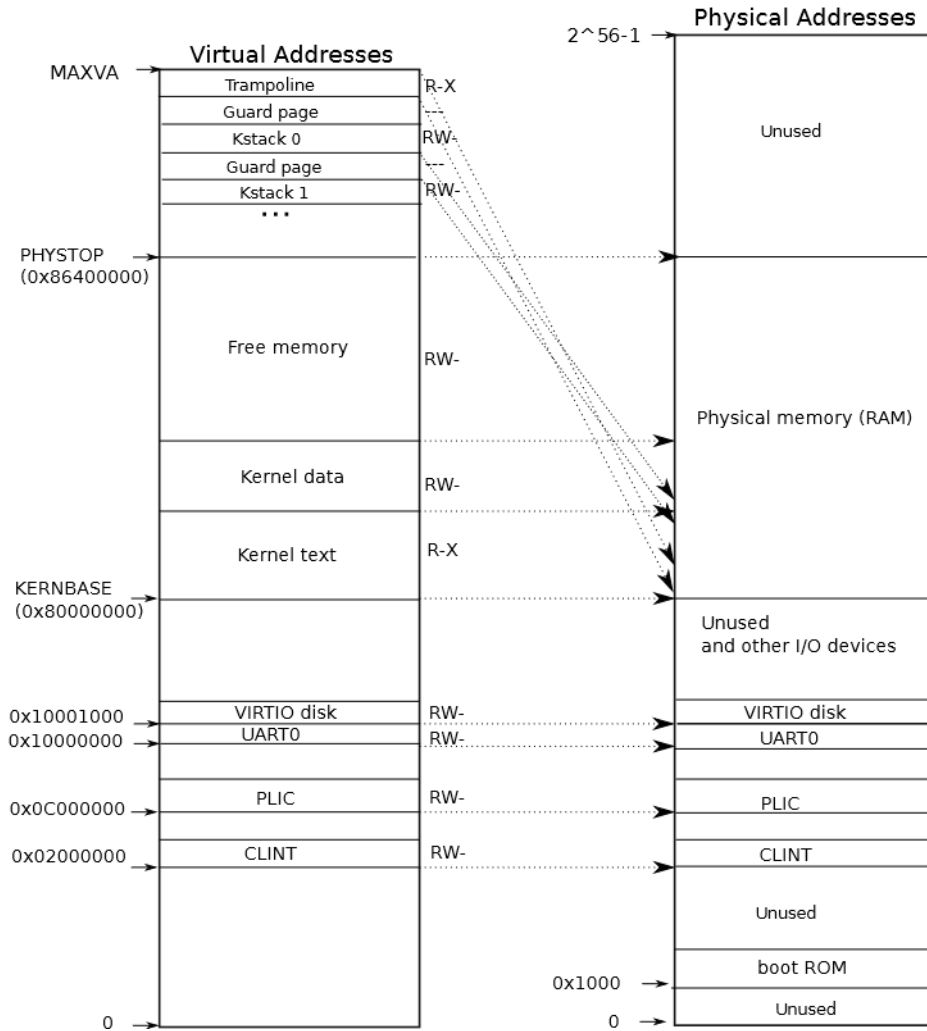 Virtual Addresses
MAXVA
Trampoline
R-X
Guard page
---
Kstack 0
RW-
Guard page
---
Kstack 1
RW-
...
PHYSTOP
(0x86400000)
Free memory
RW-
Kernel data
RW-
Kernel text
R-X
KERNBASE
(0x80000000)
0x10001000
VIRTIO disk
RW-
0x10000000
UART0
RW-
0x0C000000
PLIC
RW-
0x02000000
CLINT
RW-
0
Physical Addresses
2^56-1
Unused
Physical memory (RAM)
Unused
and other I/O devices
VIRTIO disk
UART0
PLIC
CLINT
Unused
boot ROM
0x1000
Unused
0